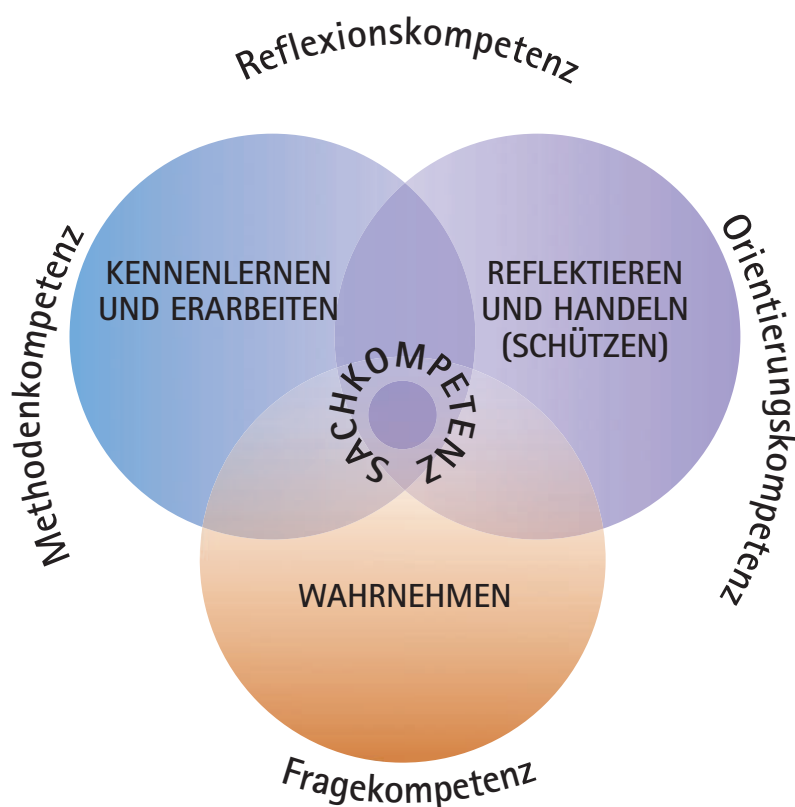 Reflexionskompetenz
Methodenkompetenz
Orientierungskompetenz
KENNENLERNEN
UND ERARBEITEN
REFLEKTIEREN
UND HANDELN
(SCHÜTZEN)
SACHKOMPETENZ
WAHRNEHMEN
Fragekompetenz